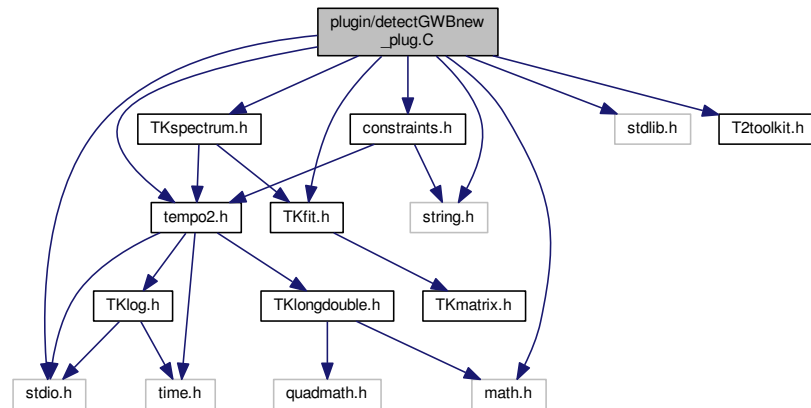 plugin/detectGWBnew
_plug.C
TKspectrum.h
constraints.h
stdlib.h
T2toolkit.h
tempo2.h
TKfit.h
string.h
TKlog.h
TKlongdouble.h
TKmatrix.h
stdio.h
time.h
quadmath.h
math.h